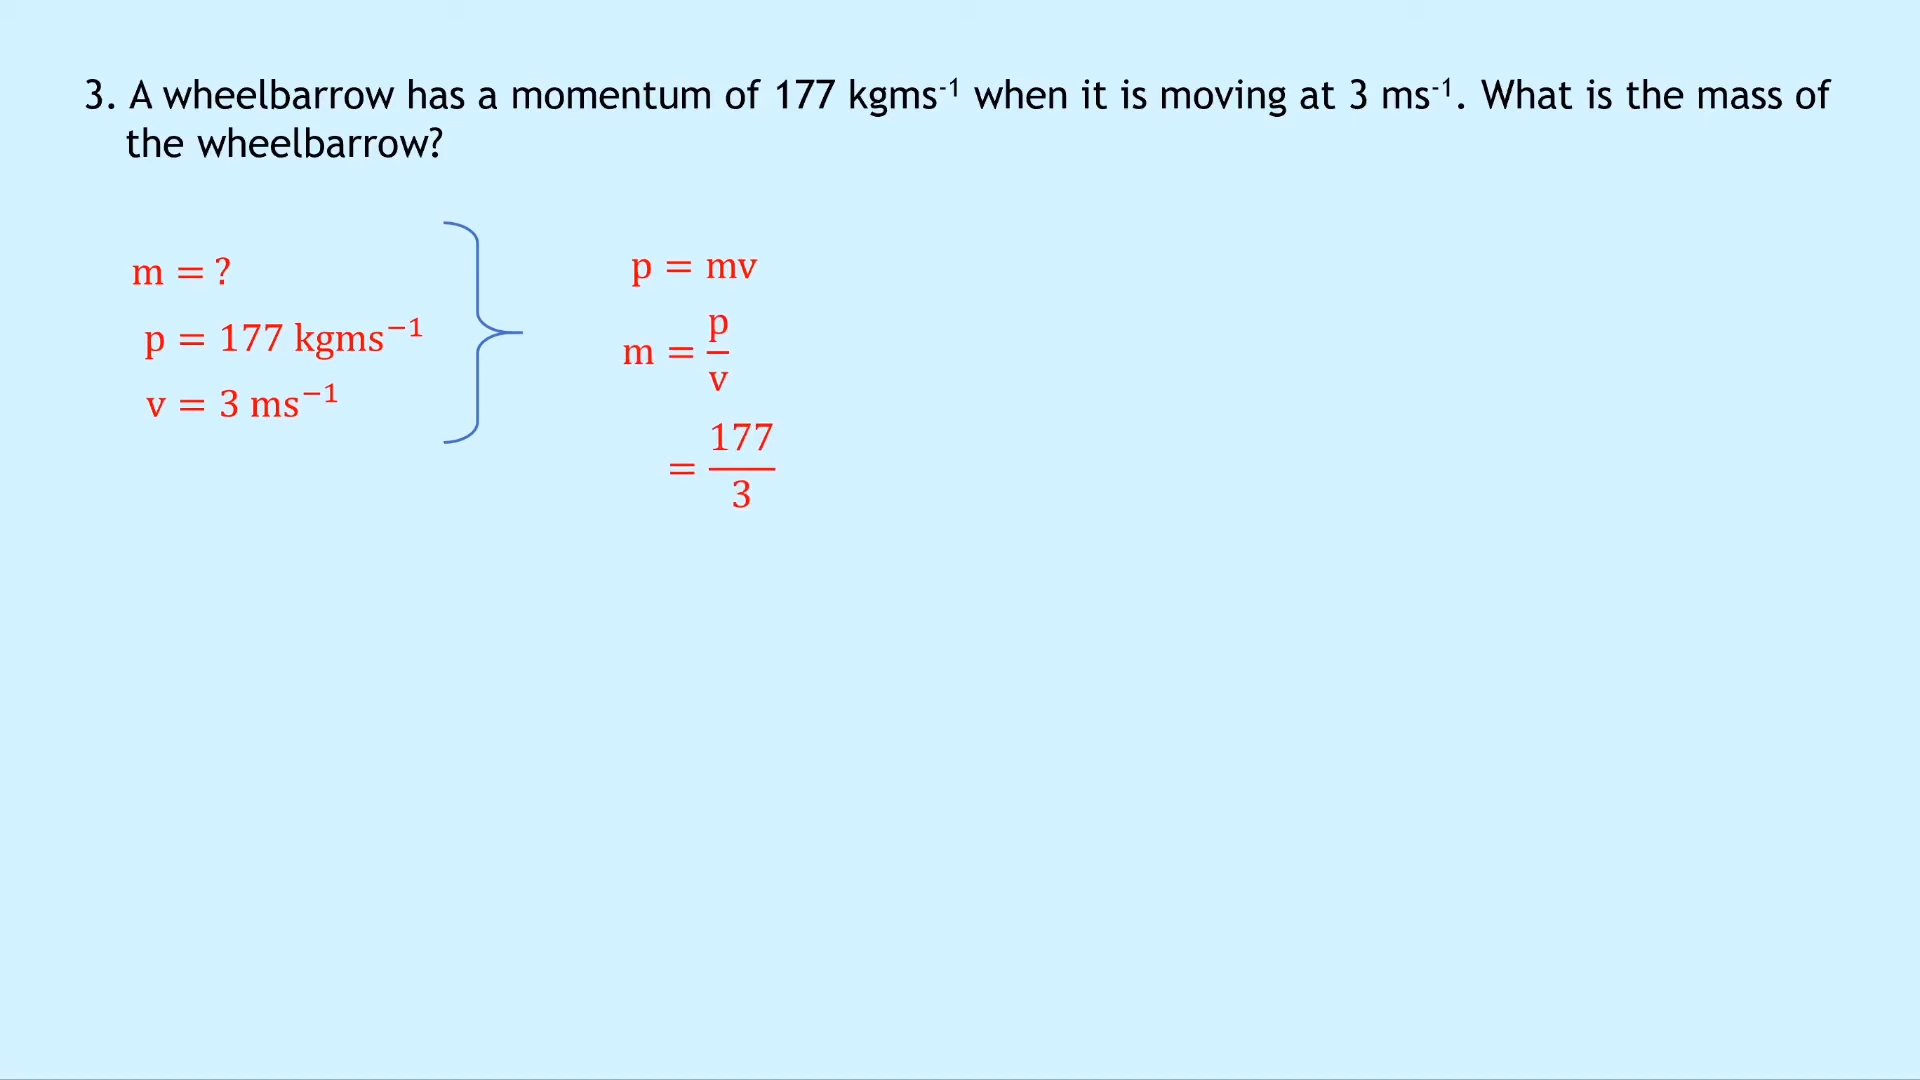 3. A wheelbarrow has a momentum of 177 kgms⁻¹ when it is moving at 3 ms⁻¹. What is the mass of
the wheelbarrow?
m = ?
p = 177 kgms⁻¹
v = 3 ms⁻¹
p = mv
m = p/v
= 177/3